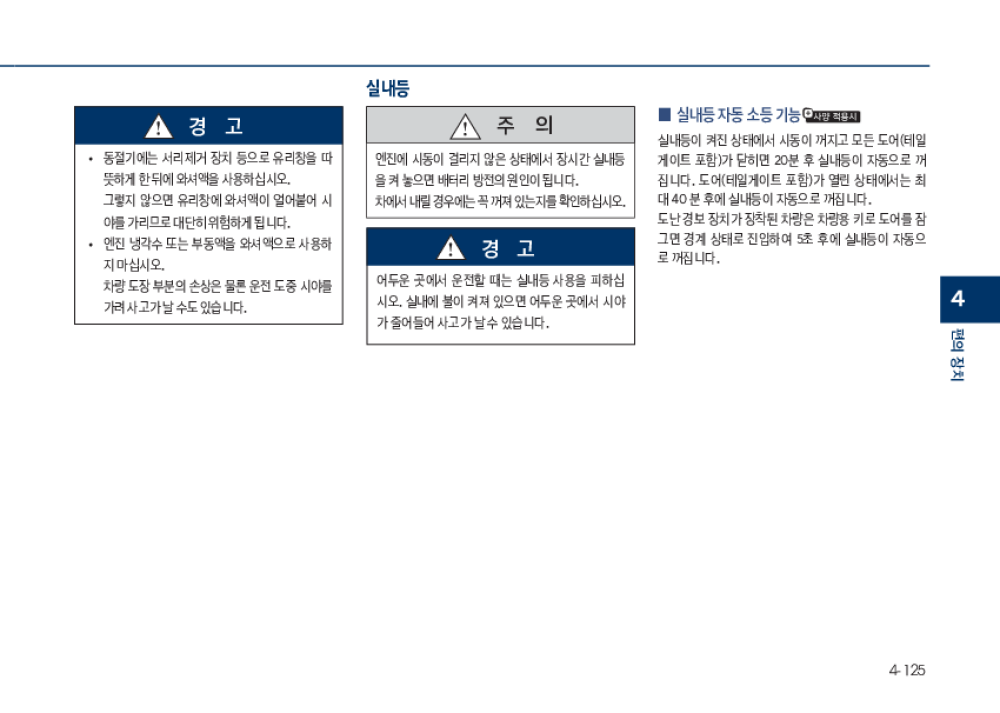 경 고
• 동절기에는 서리제거 장치 등으로 유리창을 따
뜻하게 한 뒤에 와셔액을 사용하십시오.
그렇지 않으면 유리창에 와셔액이 얼어붙어 시
야를 가리므로 대단히 위험하게 됩니다.
• 엔진 냉각수 또는 부동액을 와셔액으로 사용하
지 마십시오.
차량 도장 부분의 손상은 물론 운전 도중 시야를
가려 사고가 날 수도 있습니다.
실내등
주 의
엔진에 시동이 걸리지 않은 상태에서 장시간 실내등
을 켜 놓으면 배터리 방전의 원인이 됩니다.
차에서 내릴 경우에는 꼭 꺼져 있는지를 확인하십시오.
경 고
어두운 곳에서 운전할 때는 실내등 사용을 피하십
시오. 실내에 불이 켜져 있으면 어두운 곳에서 시야
가 줄어들어 사고가 날 수 있습니다.
■ 실내등 자동 소등 기능 사양 적용시
실내등이 켜진 상태에서 시동이 꺼지고 모든 도어(테일
게이트 포함)가 닫히면 20분 후 실내등이 자동으로 꺼
집니다. 도어(테일게이트 포함)가 열린 상태에서는 최
대 40 분 후에 실내등이 자동으로 꺼집니다.
도난 경보 장치가 장착된 차량은 차량용 키로 도어를 잠
그면 경계 상태로 진입하여 5초 후에 실내등이 자동으
로 꺼집니다.
4
편의 장치
4-125